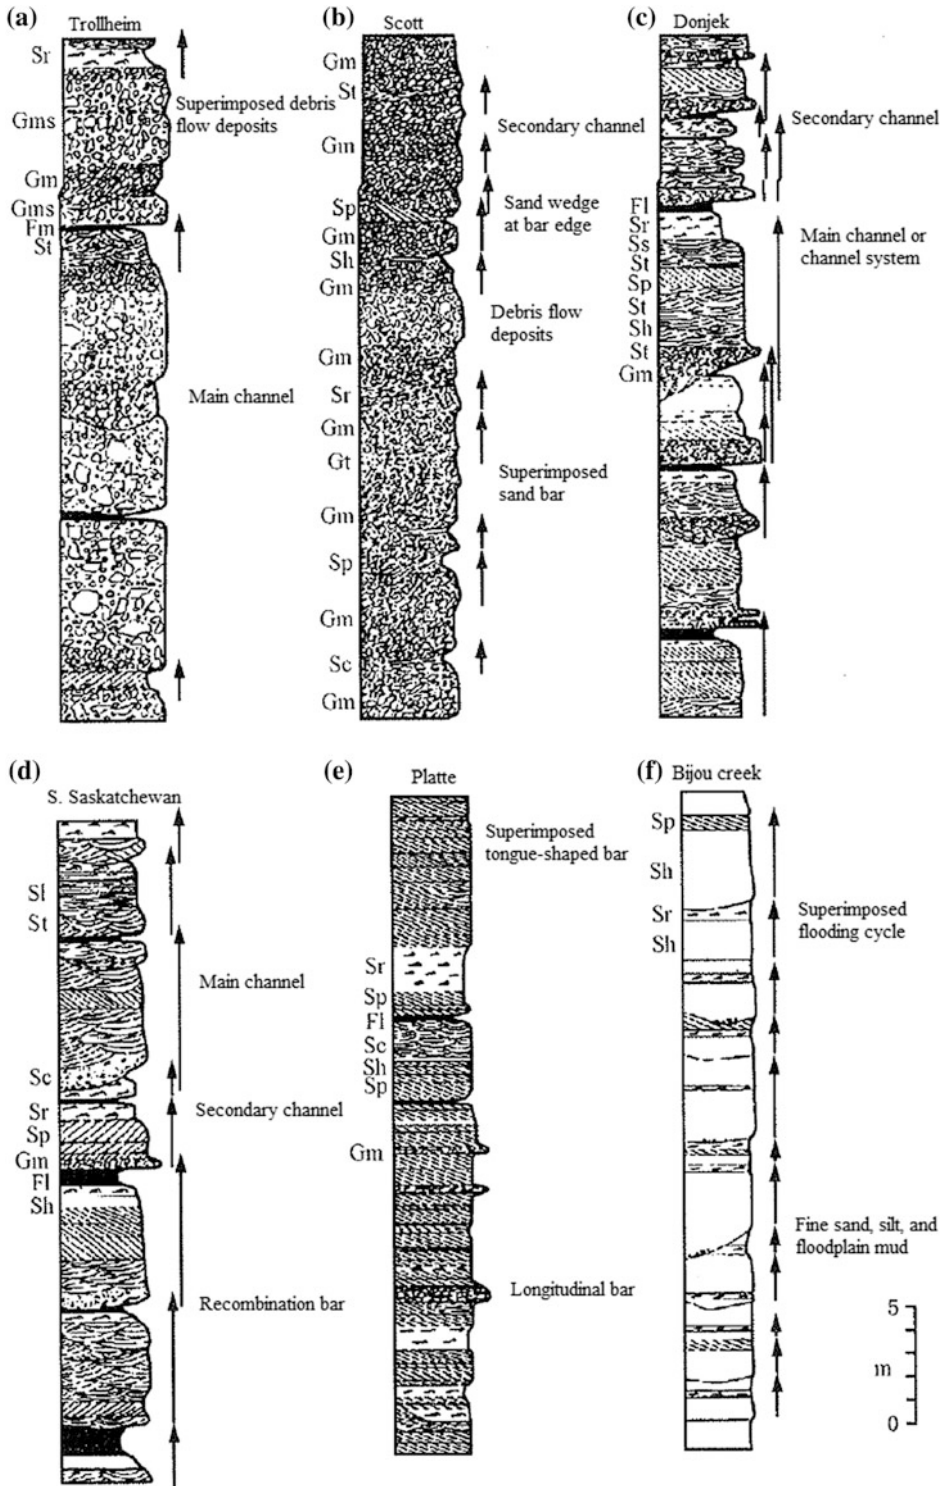 (a)
Trollheim
Sr
Superimposed debris
flow deposits
Gms
Gm
Gms
Fm
St
Main channel
(b)
Scott
Gm
St
Secondary channel
Gm
Sand wedge
at bar edge
Sp
Gm
Sh
Gm
Debris flow
deposits
Gm
Sr
Gm
Gt
Superimposed
sand bar
Gm
Sp
Gm
Sc
Gm
(c)
Donjek
Secondary channel
Fl
Sr
Ss
St
Sp
St
Sh
St
Gm
Main channel or
channel system
(d)
S. Saskatchewan
Sl
St
Main channel
Sc
Secondary channel
Sr
Sp
Gm
Fl
Sh
Recombination bar
(e)
Platte
Superimposed
tongue-shaped bar
Sr
Sp
Fl
Sc
Sh
Sp
Gm
Longitudinal bar
(f)
Bijou creek
Sp
Sh
Sr
Sh
Superimposed
flooding cycle
Fine sand, silt, and
floodplain mud
5
m
0